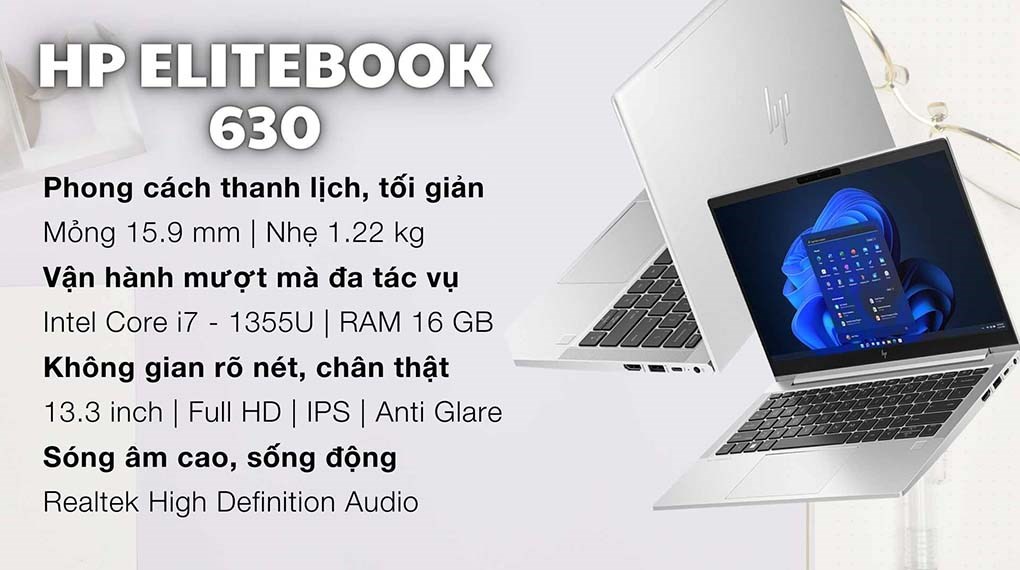 HP ELITEBOOK
630
Phong cách thanh lịch, tối giản
Mỏng 15.9 mm | Nhẹ 1.22 kg
Vận hành mượt mà đa tác vụ
Intel Core i7 - 1355U | RAM 16 GB
Không gian rõ nét, chân thật
13.3 inch | Full HD | IPS | Anti Glare
Sóng âm cao, sống động
Realtek High Definition Audio
hp
hp